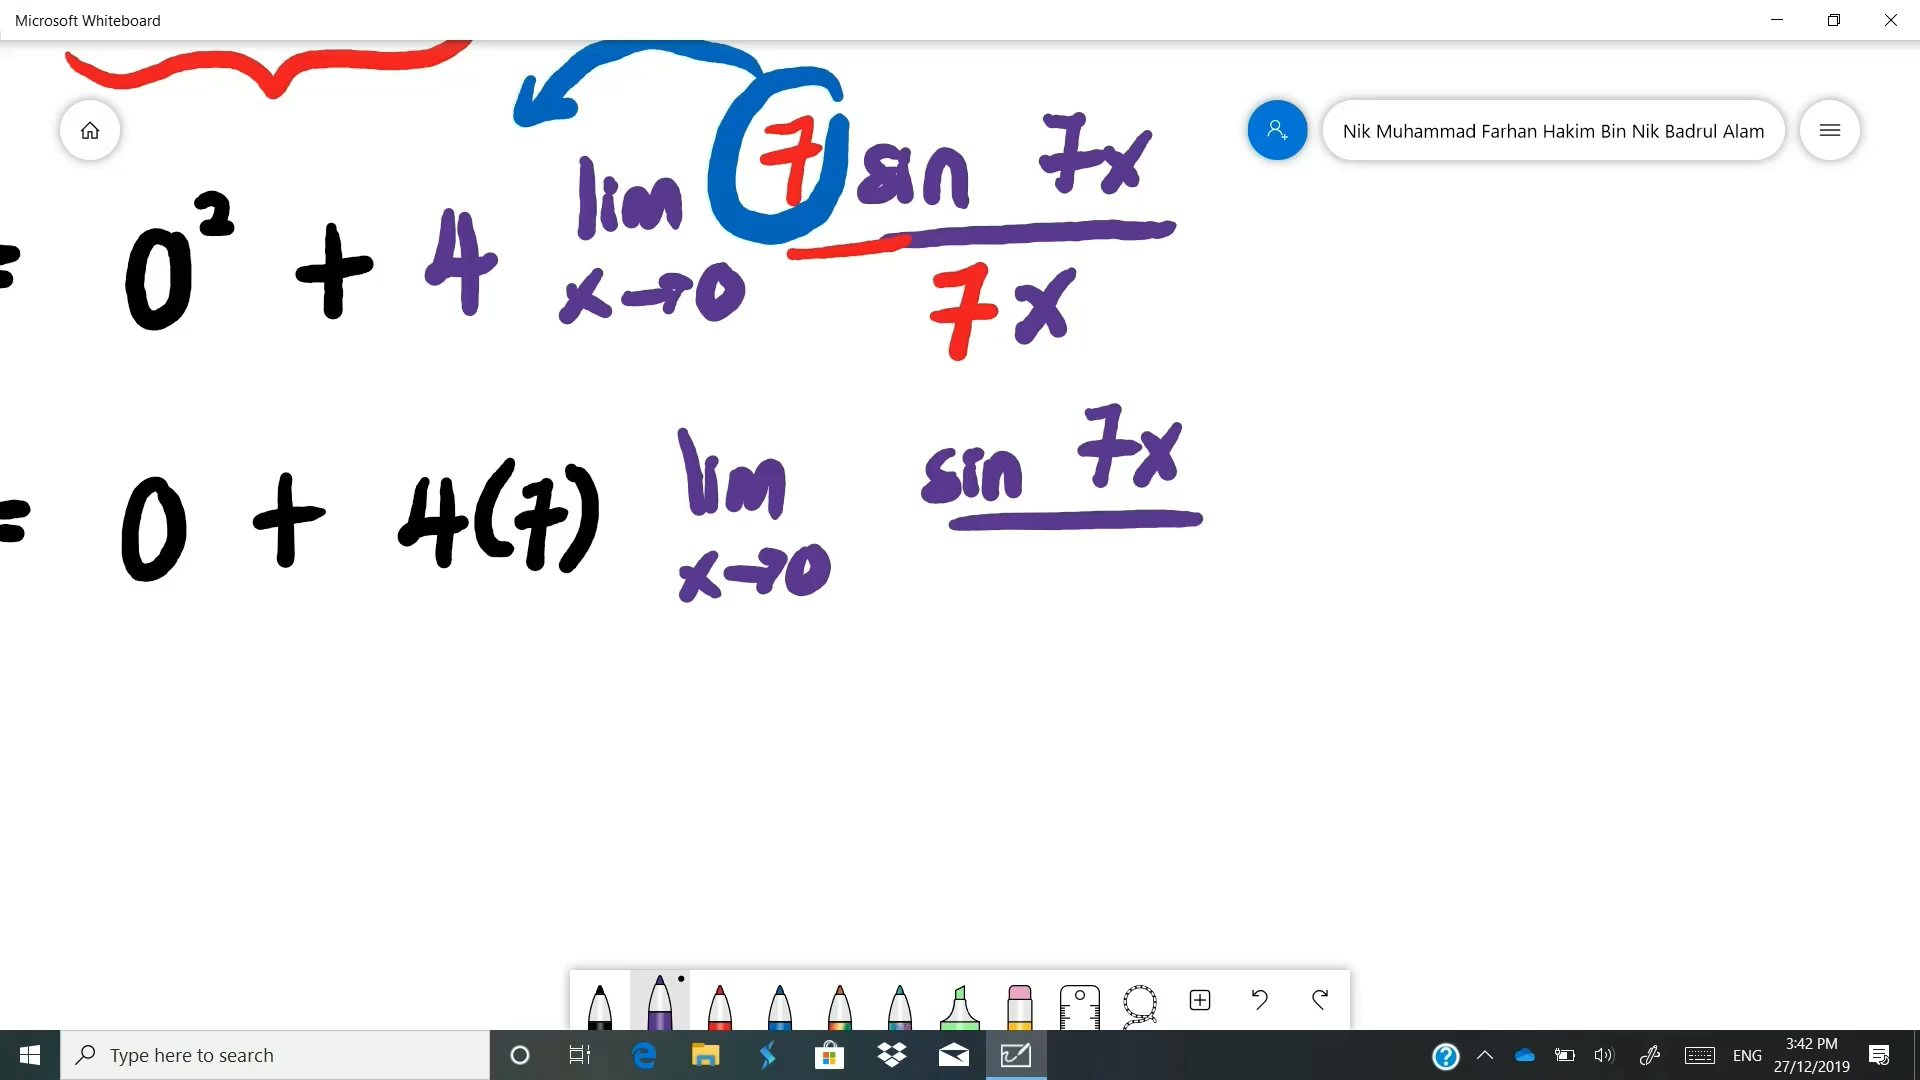 Microsoft Whiteboard
Nik Muhammad Farhan Hakim Bin Nik Badrul Alam
= 0² + 4 lim x→0 7 sin 7x / 7x
= 0 + 4(7) lim x→0 sin 7x
Type here to search
ENG
3:42 PM
27/12/2019